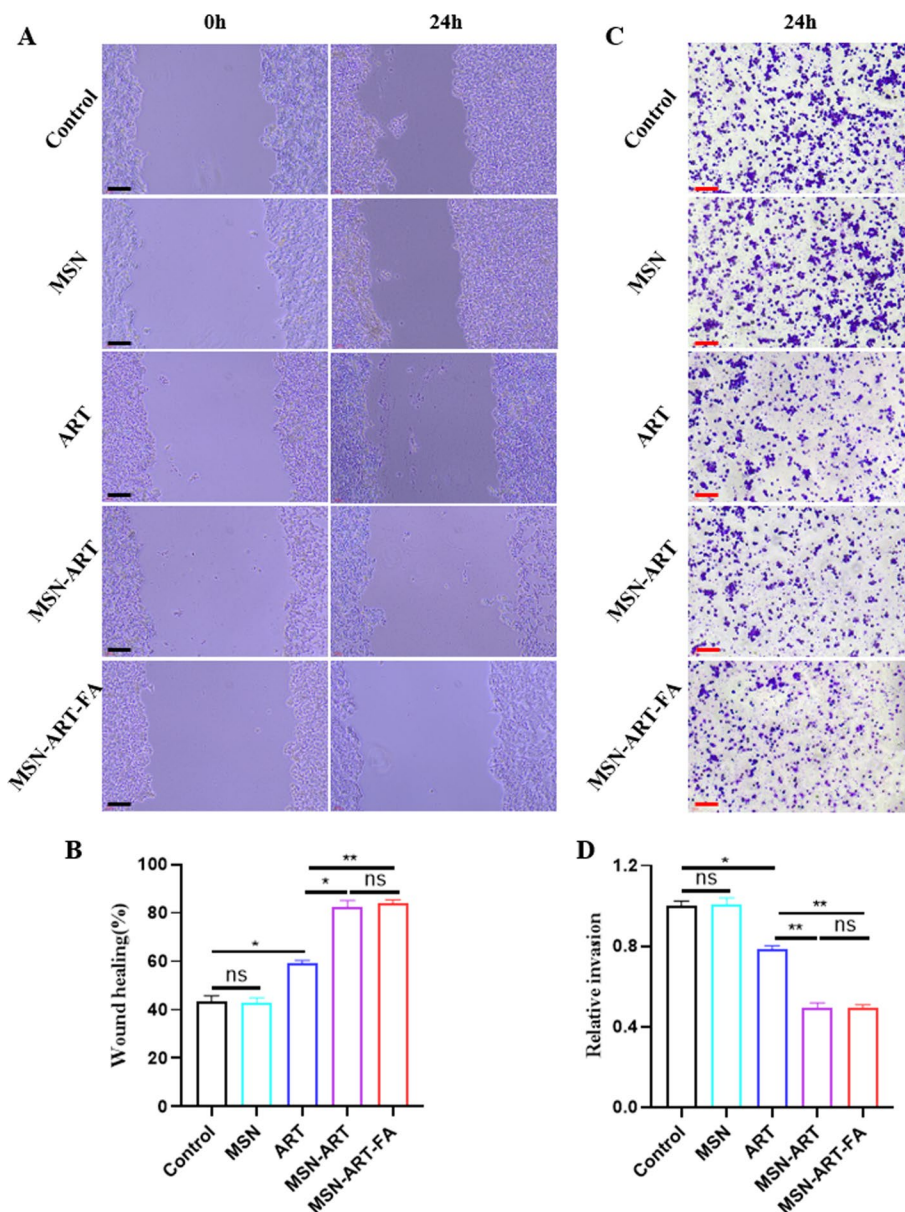 A
0h
24h
C
24h
Control
MSN
ART
MSN-ART
MSN-ART-FA
Control
MSN
ART
MSN-ART
MSN-ART-FA
B
Wound healing(%)
100
80
60
40
20
0
*
ns
**
*
ns
Control
MSN
ART
MSN-ART
MSN-ART-FA
D
Relative invasion
1.2
0.8
0.4
0.0
*
ns
**
**
ns
Control
MSN
ART
MSN-ART
MSN-ART-FA